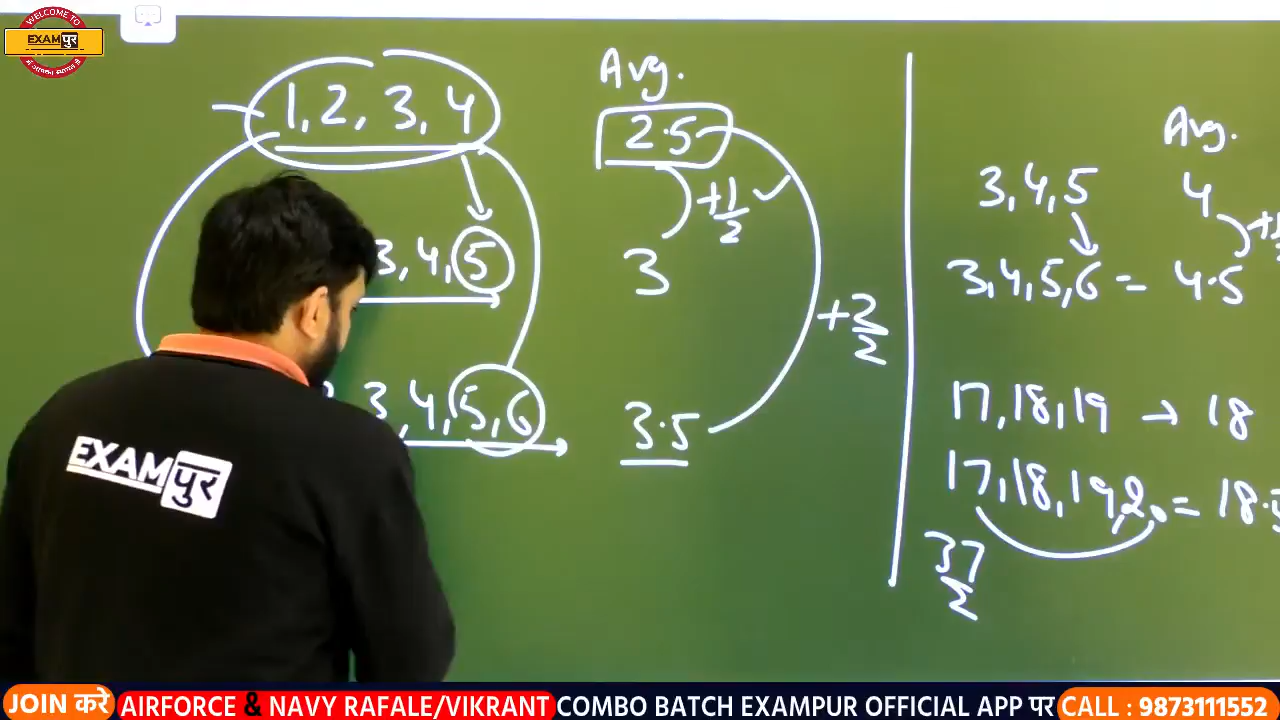 WELCOME TO
EXAMपुर
Avg.
1, 2, 3, 4
2.5
+1/2 ✓
3, 4, 5
3
+2/2
3, 4, 5, 6
3.5
EXAMपुर
Avg.
3, 4, 5
4
3, 4, 5, 6 = 4.5
17, 18, 19 → 18
17, 18, 19, 20 = 18.5
37/2
JOIN करे AIRFORCE & NAVY RAFALE/VIKRANT COMBO BATCH EXAMPUR OFFICIAL APP पर CALL : 9873111552